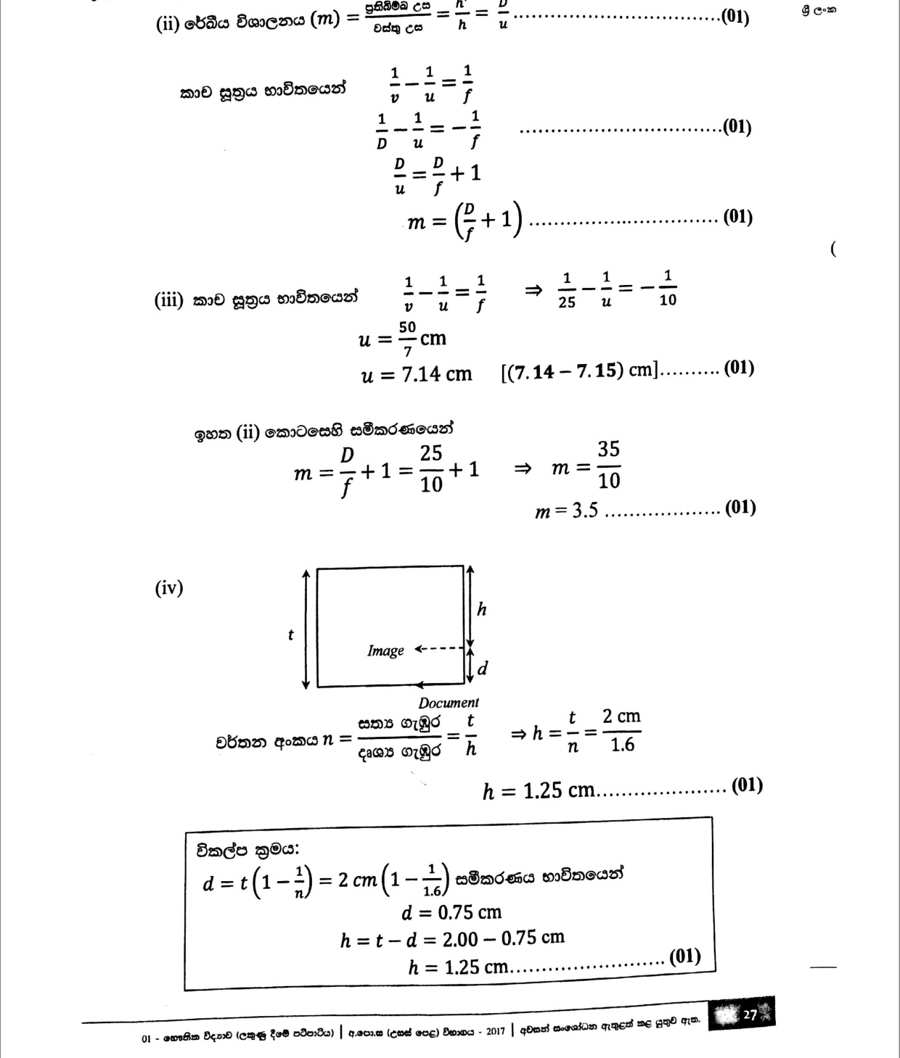 (ii) රේඛීය විශාලනය (m) = ප්‍රතිබිම්බ උස / වස්තු උස = h' / h = D / u ......................................(01)
ශ්‍රී ලංක
කාච සූත්‍රය භාවිතයෙන් 1/v − 1/u = 1/f
1/D − 1/u = − 1/f ......................................(01)
D/u = D/f + 1
m = (D/f + 1) ......................................(01)
(
(iii) කාච සූත්‍රය භාවිතයෙන් 1/v − 1/u = 1/f ⇒ 1/25 − 1/u = − 1/10
u = 50/7 cm
u = 7.14 cm [(7.14 − 7.15) cm]..........(01)
ඉහත (ii) කොටසෙහි සමීකරණයෙන්
m = D/f + 1 = 25/10 + 1 ⇒ m = 35/10
m = 3.5 ...................(01)
(iv)
h
t
Image
d
Document
වර්තන අංකය n = සත්‍ය ගැඹුර / දෘශ්‍ය ගැඹුර = t/h ⇒ h = t/n = 2 cm / 1.6
h = 1.25 cm......................(01)
විකල්ප ක්‍රමය:
d = t(1 − 1/n) = 2 cm(1 − 1/1.6) සමීකරණය භාවිතයෙන්
d = 0.75 cm
h = t − d = 2.00 − 0.75 cm
h = 1.25 cm..........................(01)
01 - භෞතික විද්‍යාව (ලකුණු දීමේ පටිපාටිය) | අ.පො.ස (උසස් පෙළ) විභාගය - 2017 | අවසන් සංශෝධන ඇතුළත් කළ යුතුව ඇත. 27